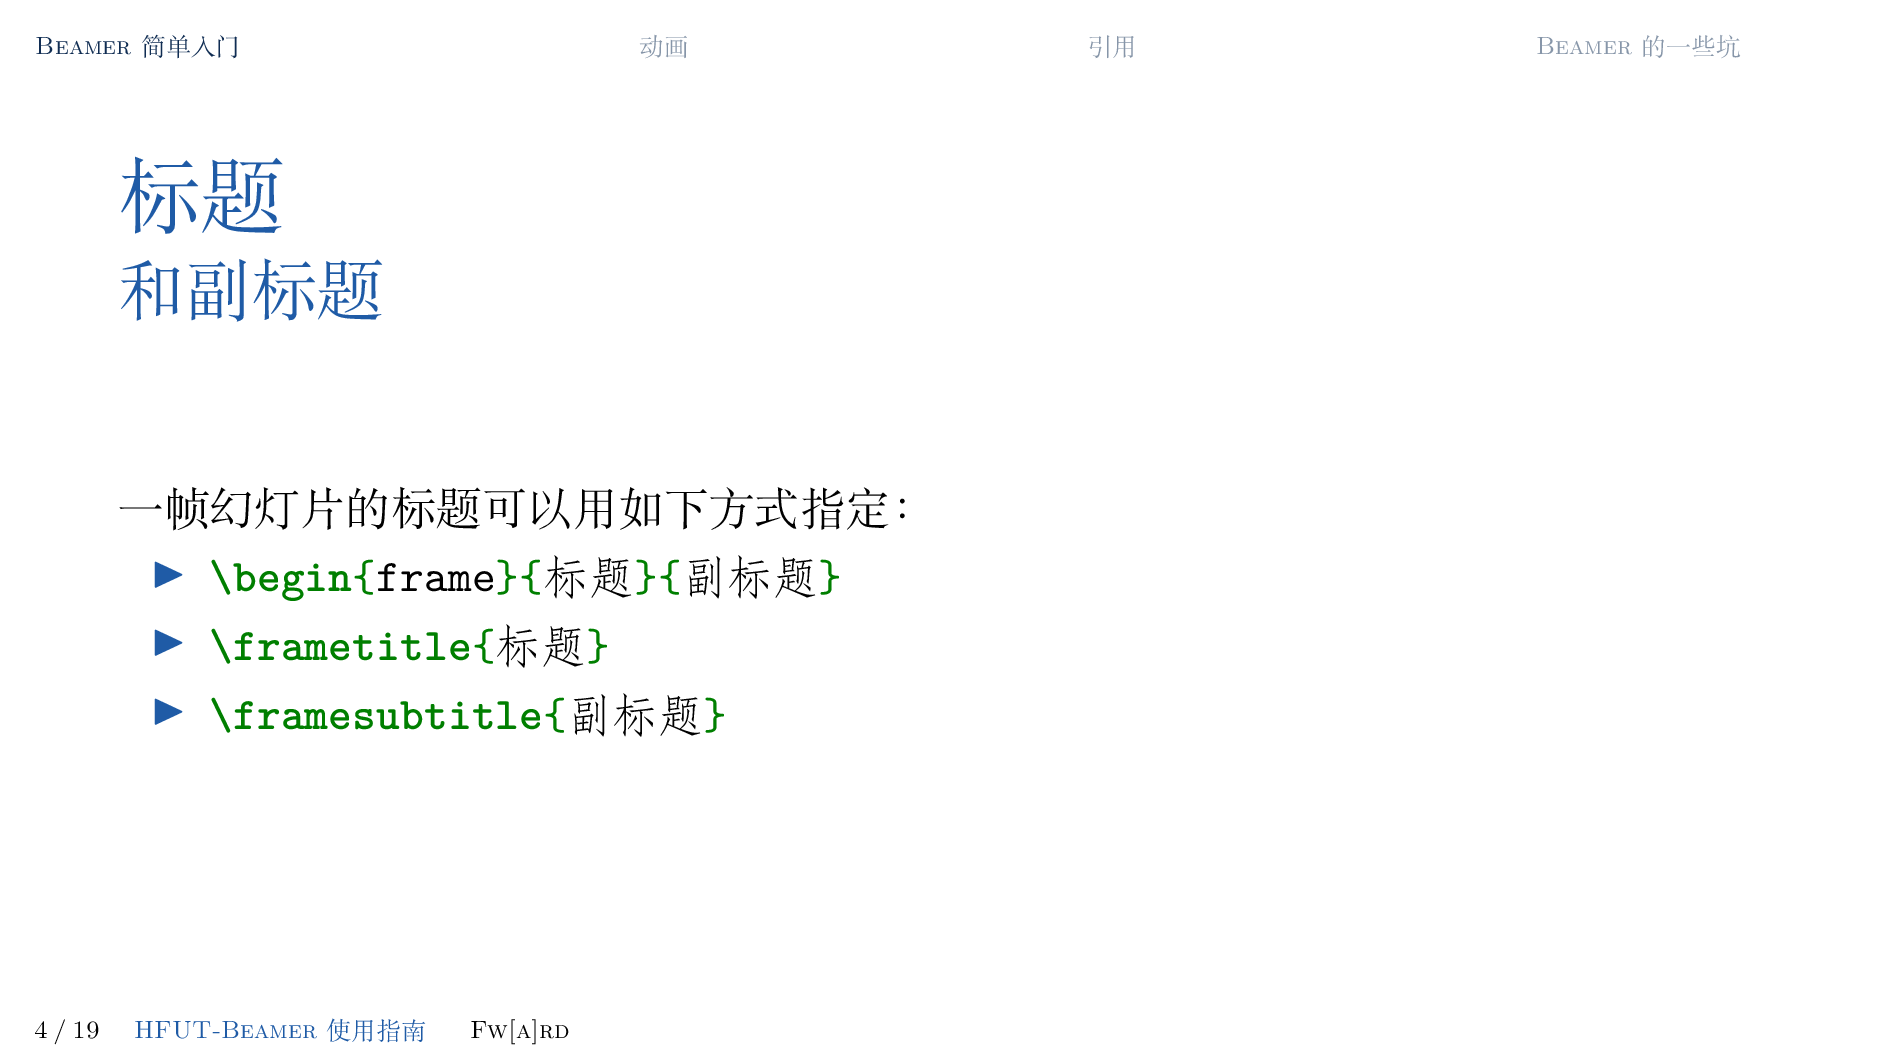 Beamer 简单入门 动画 引用 Beamer 的一些坑
标题
和副标题
一帧幻灯片的标题可以用如下方式指定：
▶ \begin{frame}{标题}{副标题}
▶ \frametitle{标题}
▶ \framesubtitle{副标题}
4 / 19 HFUT-Beamer 使用指南 Fw[a]rd